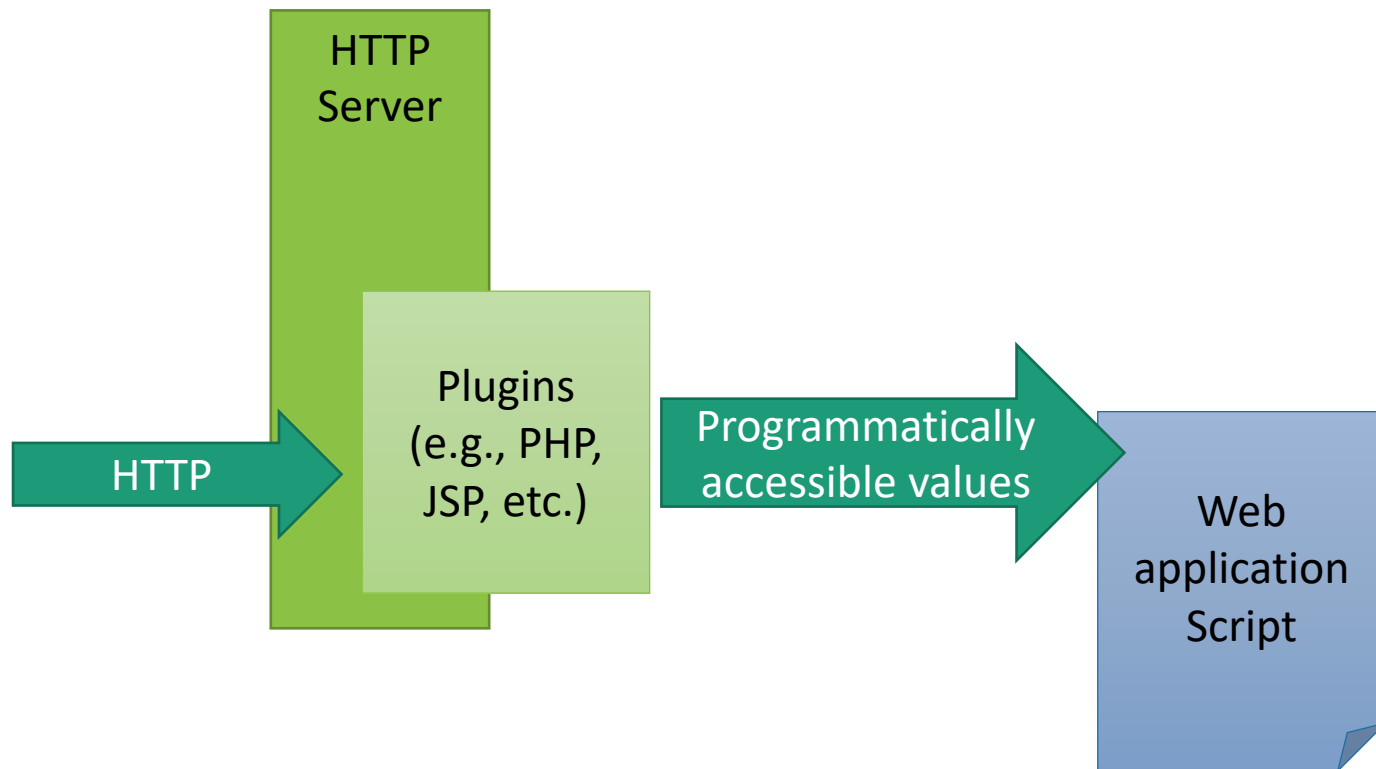 HTTP
Server
HTTP
Plugins
(e.g., PHP,
JSP, etc.)
Programmatically
accessible values
Web
application
Script